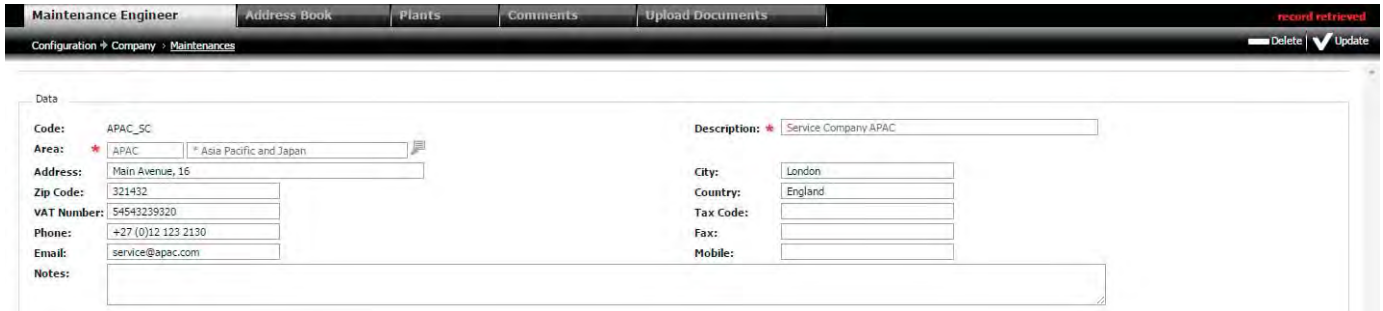 Maintenance Engineer Address Book Plants Comments Upload Documents record retrieved
Configuration → Company > Maintenances Delete | Update
Data
Code: APAC_SC Description: * Service Company APAC
Area: * APAC * Asia Pacific and Japan
Address: Main Avenue, 16 City: London
Zip Code: 321432 Country: England
VAT Number: 54543239320 Tax Code:
Phone: +27 (0)12 123 2130 Fax:
Email: service@apac.com Mobile:
Notes: